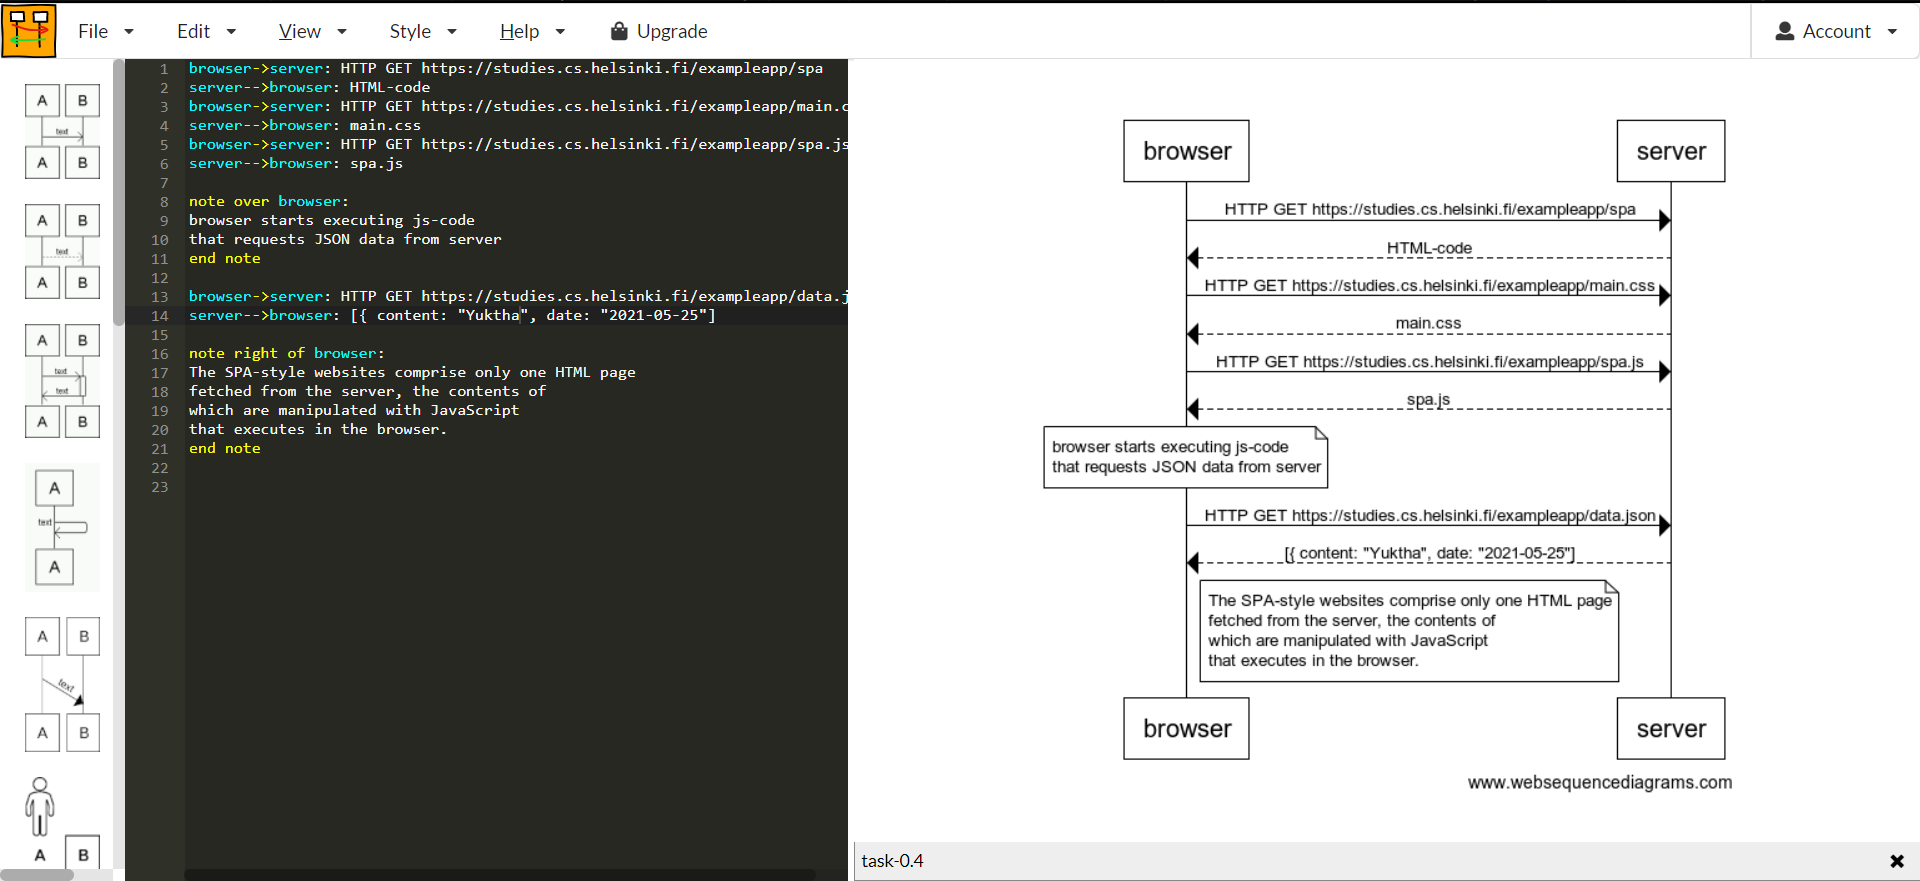 File
Edit
View
Style
Help
Upgrade
Account
A B
text
A B
A B
text
A B
A B
text
text
A B
A
text
A
A B
text
A B
A B
1 browser->server: HTTP GET https://studies.cs.helsinki.fi/exampleapp/spa
2 server-->browser: HTML-code
3 browser->server: HTTP GET https://studies.cs.helsinki.fi/exampleapp/main.c
4 server-->browser: main.css
5 browser->server: HTTP GET https://studies.cs.helsinki.fi/exampleapp/spa.js
6 server-->browser: spa.js
7
8 note over browser:
9 browser starts executing js-code
10 that requests JSON data from server
11 end note
12
13 browser->server: HTTP GET https://studies.cs.helsinki.fi/exampleapp/data.j
14 server-->browser: [{ content: "Yuktha", date: "2021-05-25"]
15
16 note right of browser:
17 The SPA-style websites comprise only one HTML page
18 fetched from the server, the contents of
19 which are manipulated with JavaScript
20 that executes in the browser.
21 end note
22
23
browser server
HTTP GET https://studies.cs.helsinki.fi/exampleapp/spa
HTML-code
HTTP GET https://studies.cs.helsinki.fi/exampleapp/main.css
main.css
HTTP GET https://studies.cs.helsinki.fi/exampleapp/spa.js
spa.js
browser starts executing js-code
that requests JSON data from server
HTTP GET https://studies.cs.helsinki.fi/exampleapp/data.json
[{ content: "Yuktha", date: "2021-05-25"]
The SPA-style websites comprise only one HTML page
fetched from the server, the contents of
which are manipulated with JavaScript
that executes in the browser.
browser server
www.websequencediagrams.com
task-0.4